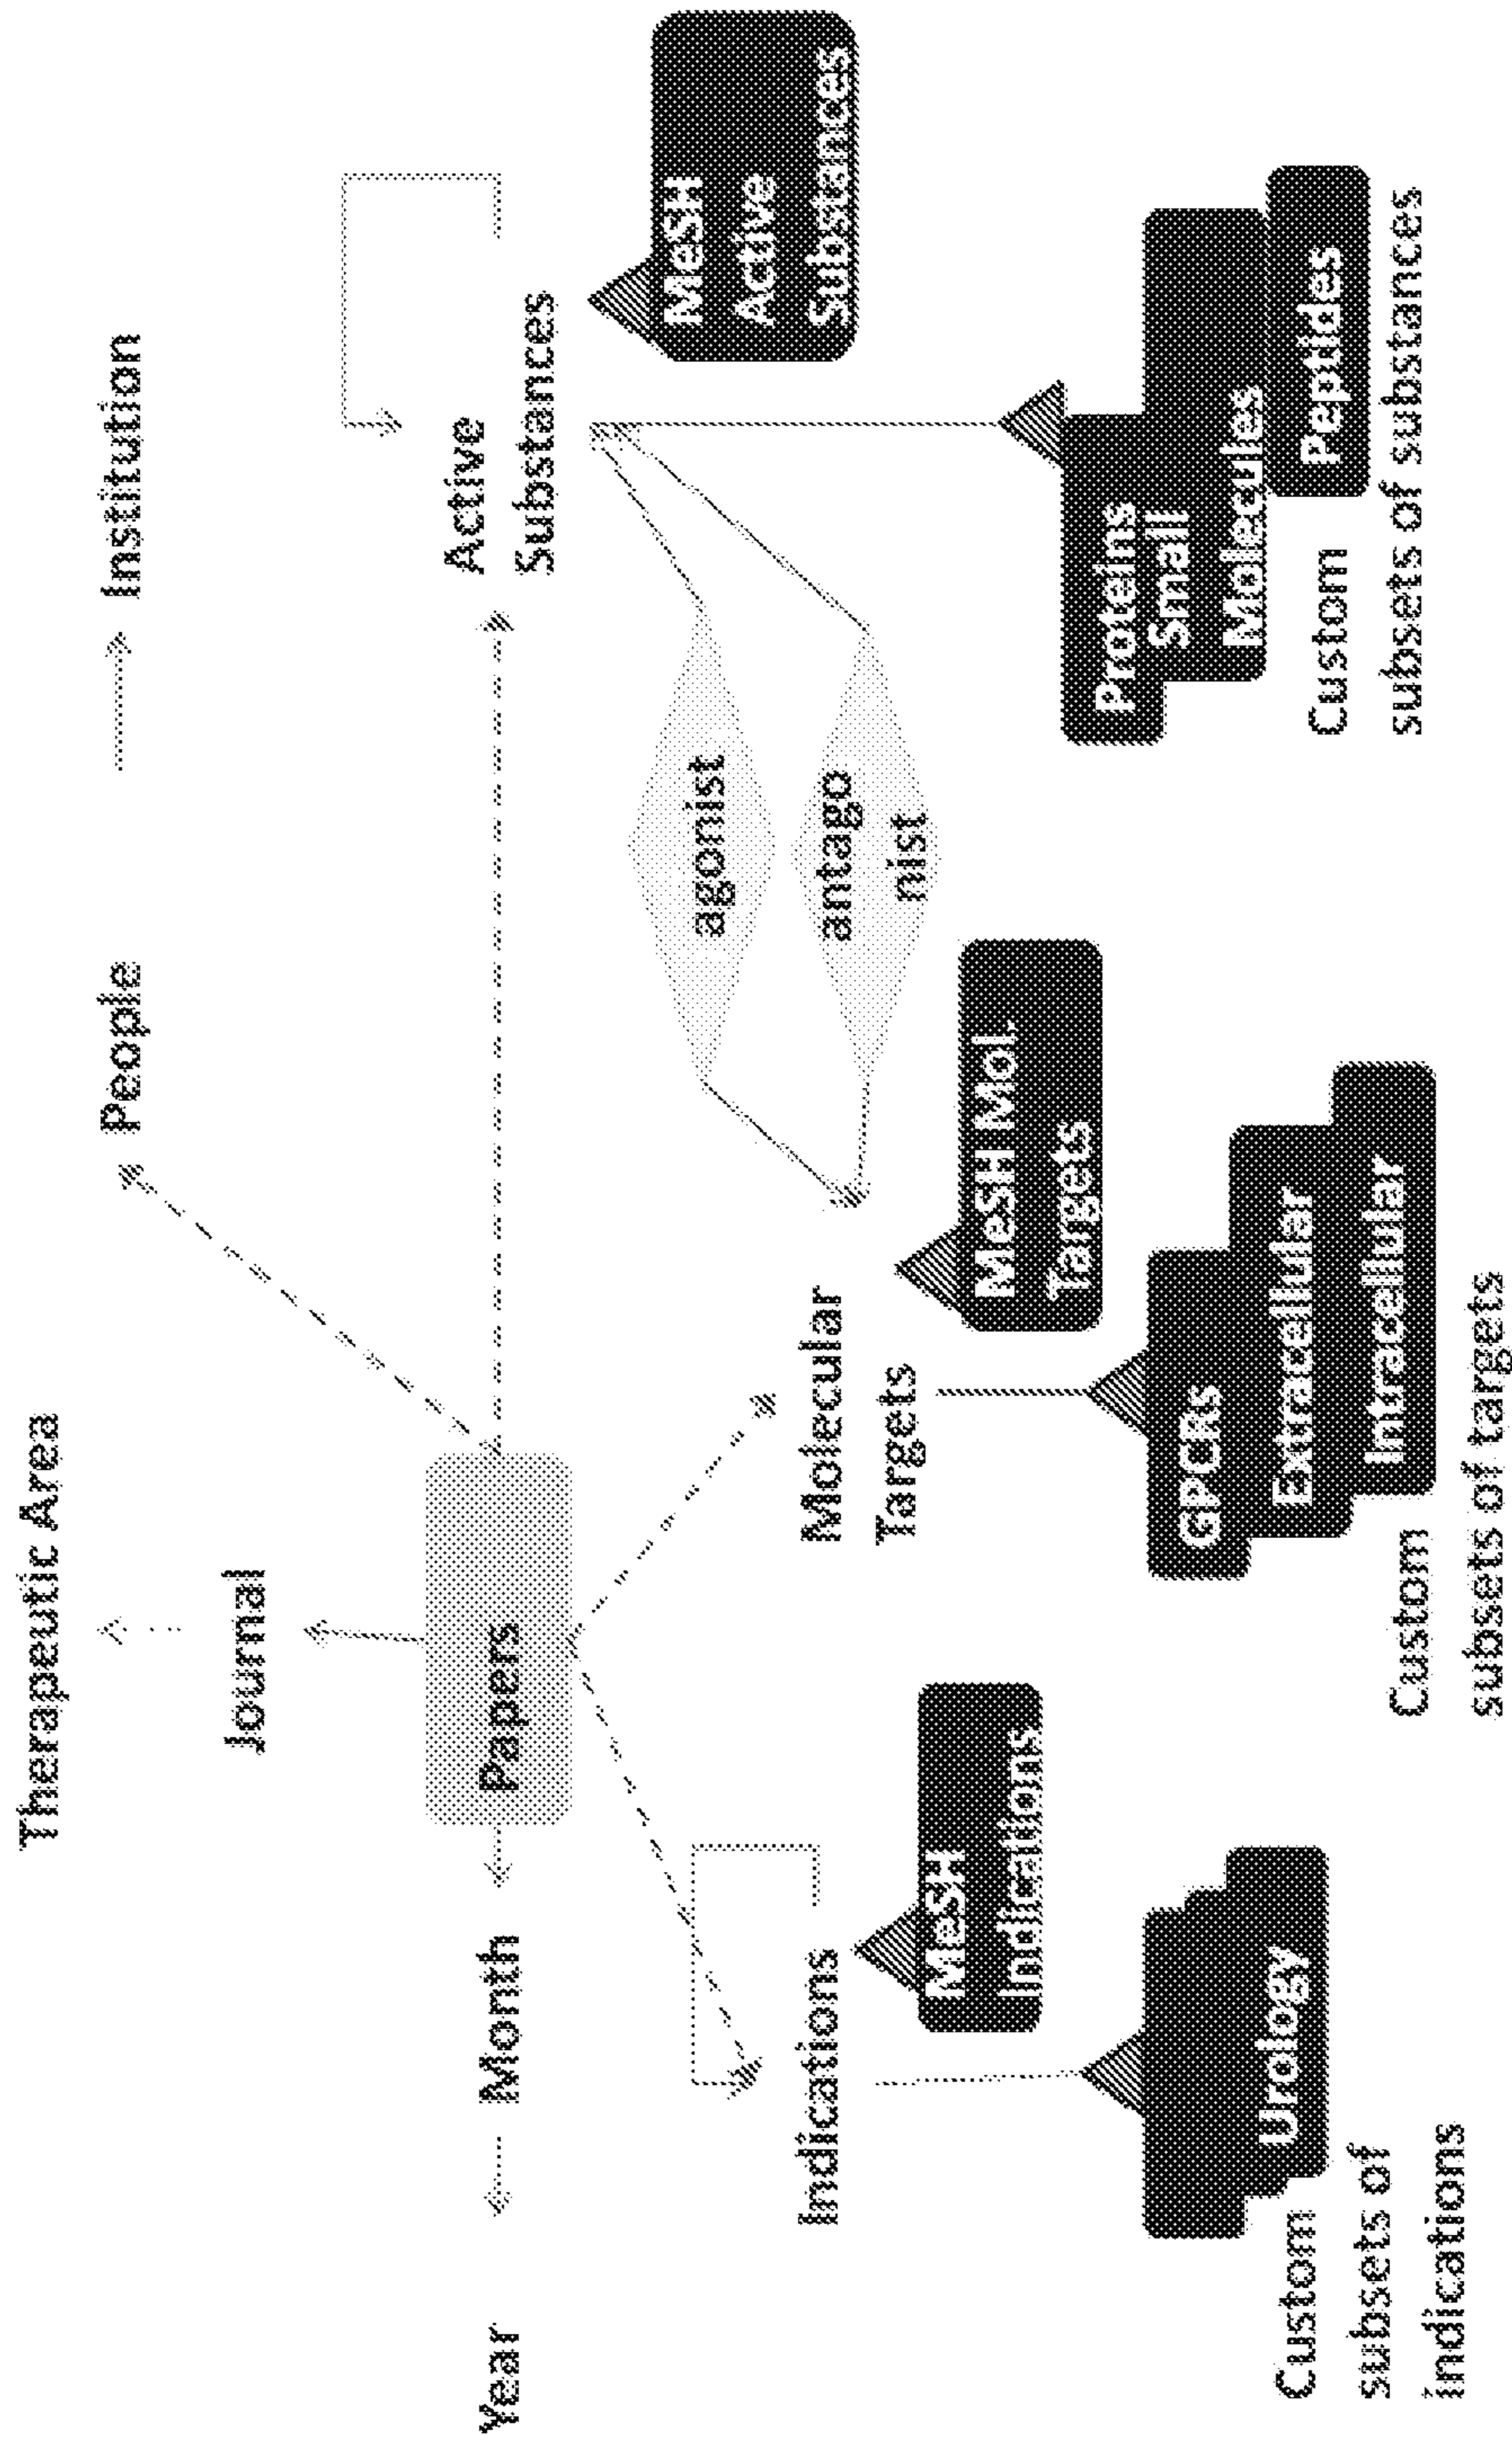 Therapeutic Area
People
Institution
Journal
Year
Month
Papers
Active
Substances
agonist
antago
nist
MeSH
Active
Substances
Indications
Molecular
Targets
MeSH
Indications
MeSH Mol.
Targets
Proteins
Small
Molecules
Peptides
Custom
subsets of substances
GPCRs
Extracellular
Intracellular
Custom
subsets of targets
Urology
Custom
subsets of
indications